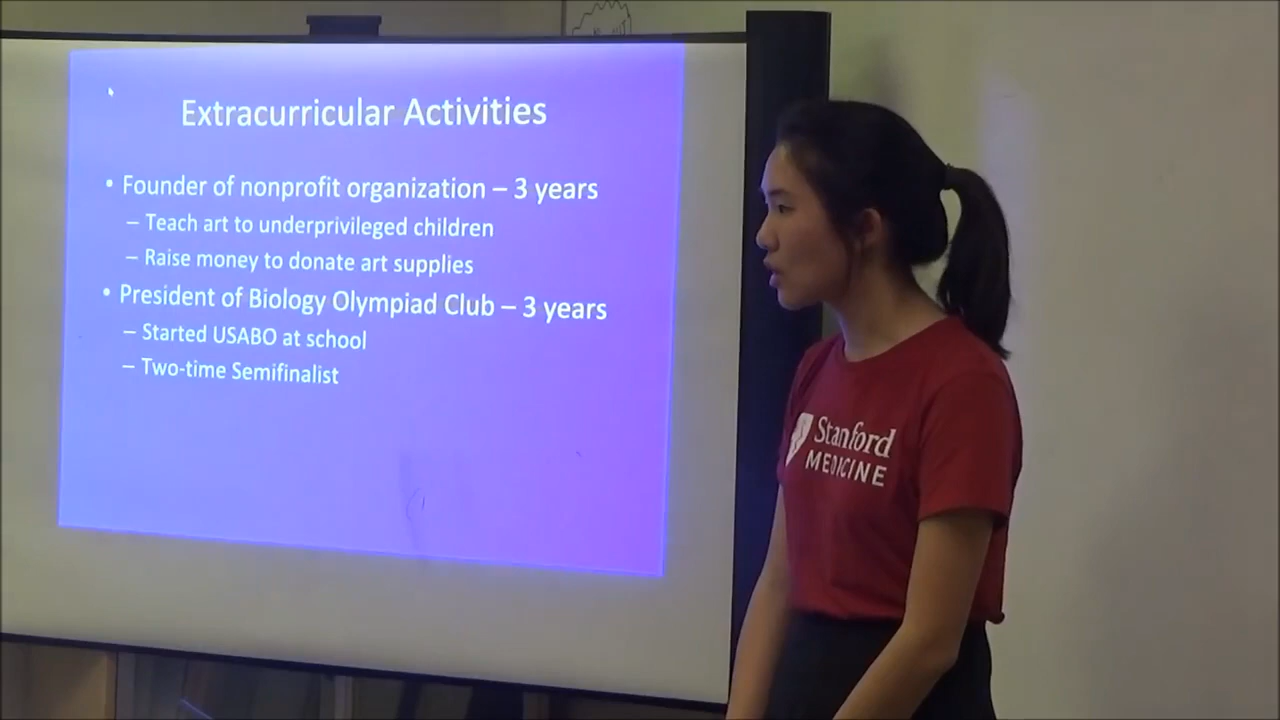 Extracurricular Activities
• Founder of nonprofit organization – 3 years
– Teach art to underprivileged children
– Raise money to donate art supplies
• President of Biology Olympiad Club – 3 years
– Started USABO at school
– Two-time Semifinalist
Stanford
MEDICINE